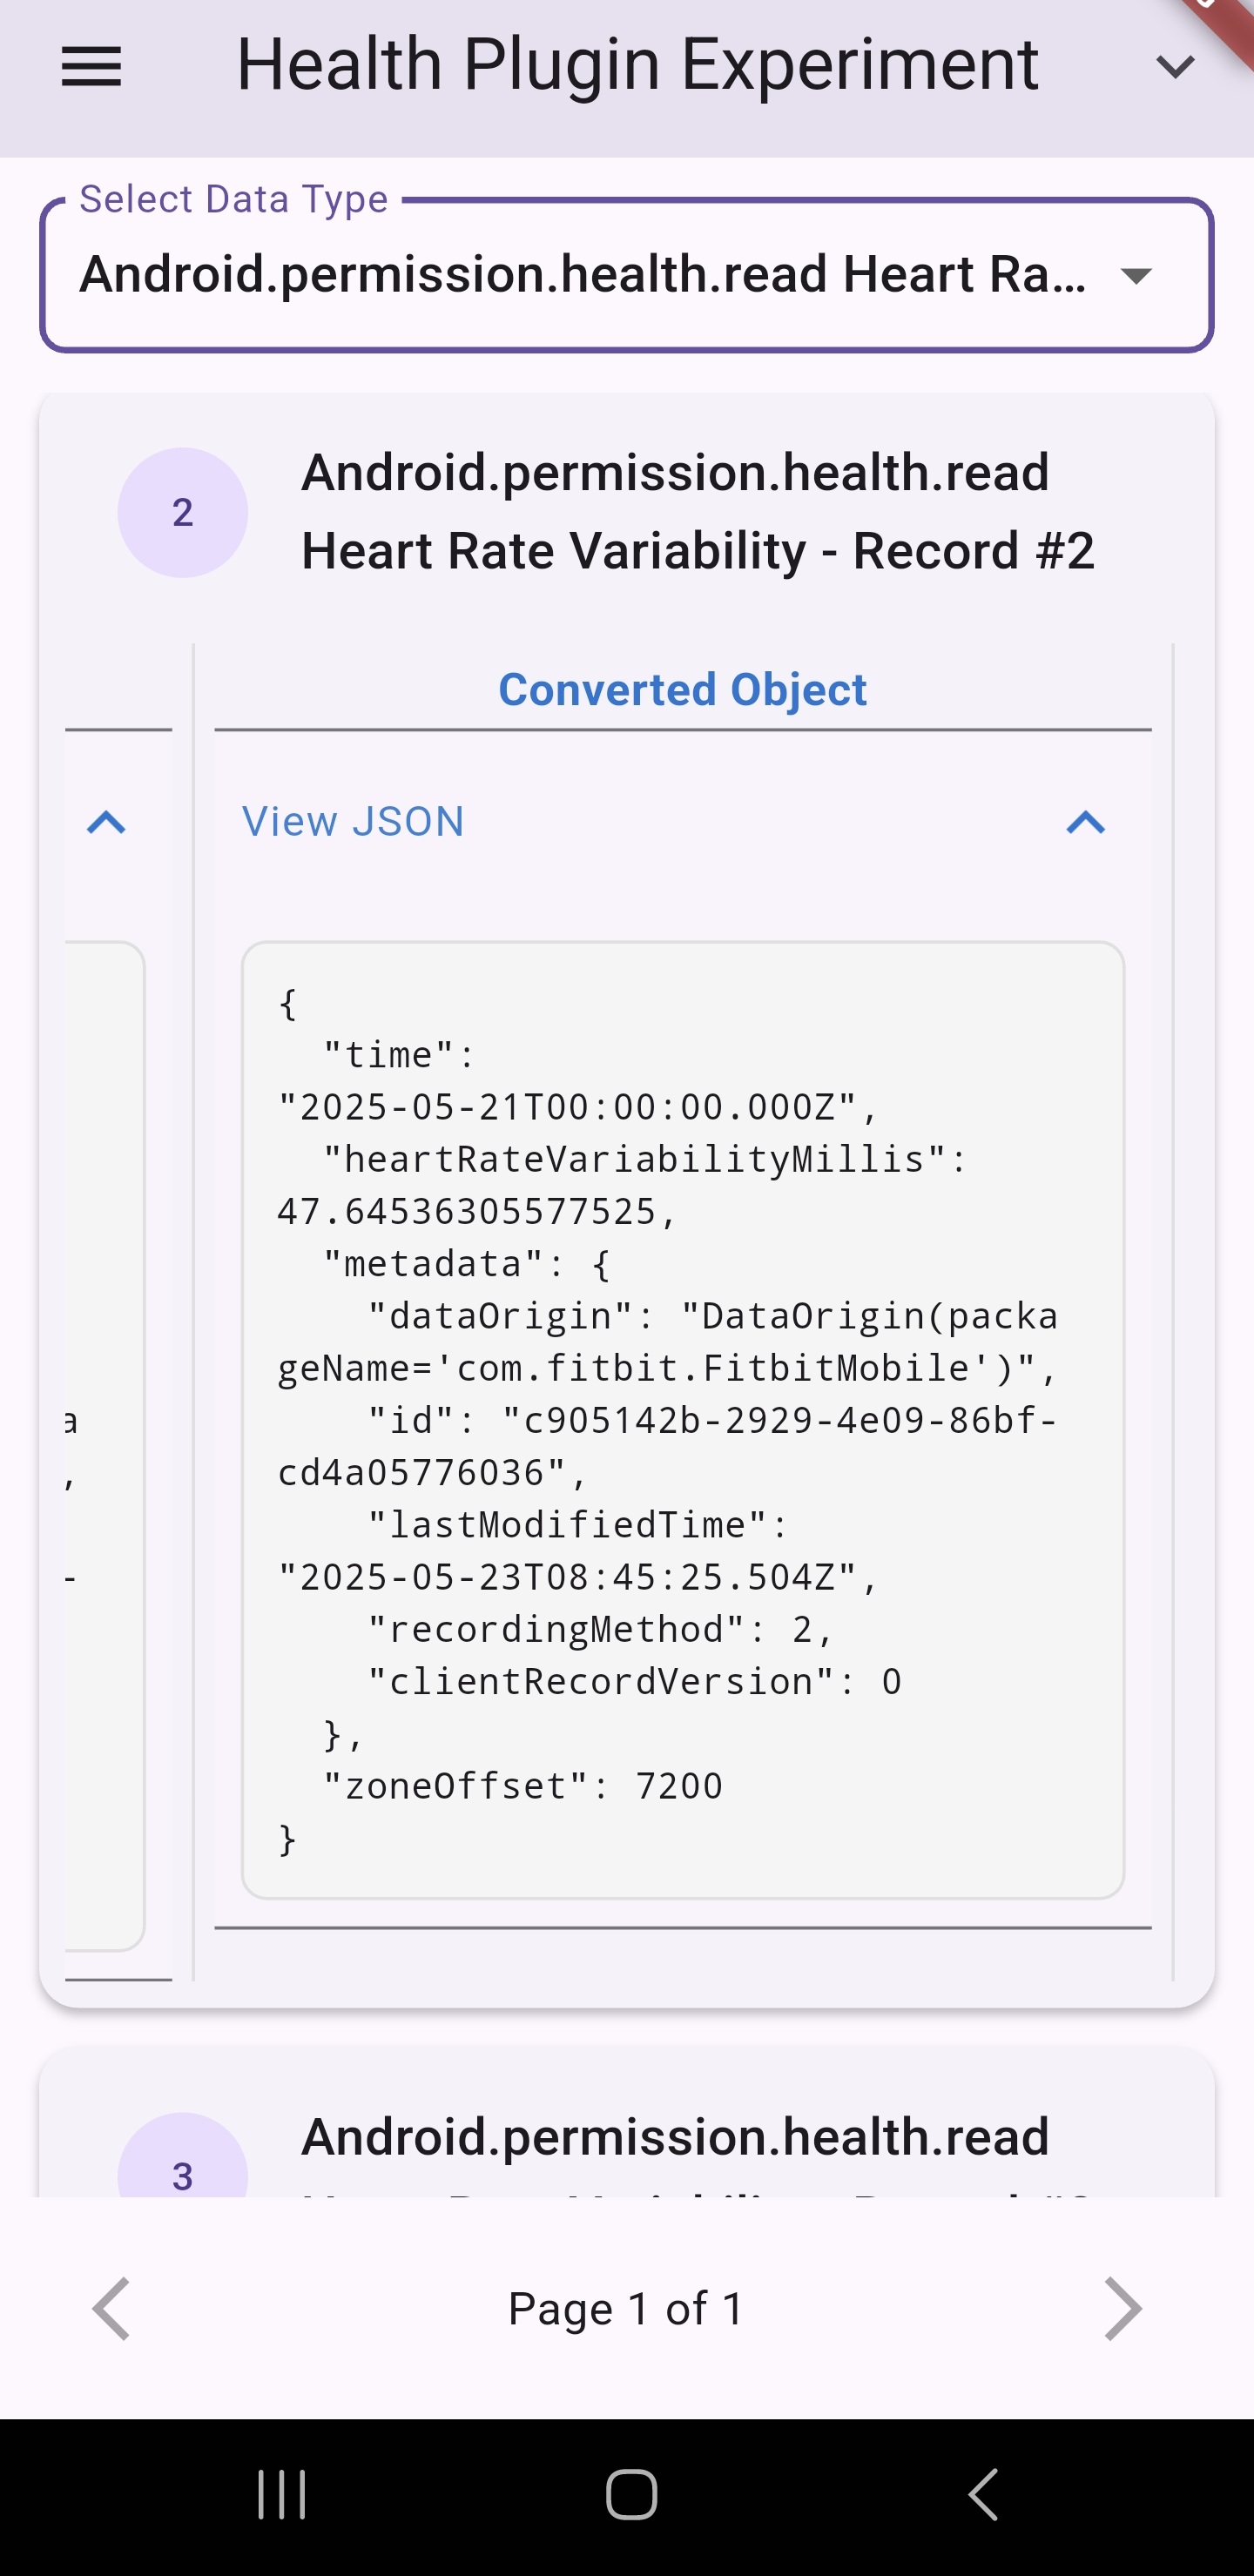 Health Plugin Experiment
Select Data Type
Android.permission.health.read Heart Ra...
2
Android.permission.health.read
Heart Rate Variability - Record #2
Converted Object
View JSON
{
"time":
"2025-05-21T00:00:00.000Z",
"heartRateVariabilityMillis":
47.64536305577525,
"metadata": {
"dataOrigin": "DataOrigin(packa
geName='com.fitbit.FitbitMobile')",
a
"id": "c905142b-2929-4e09-86bf-
,
cd4a05776036",
"lastModifiedTime":
-
"2025-05-23T08:45:25.504Z",
"recordingMethod": 2,
"clientRecordVersion": 0
},
"zoneOffset": 7200
}
3
Android.permission.health.read
Page 1 of 1